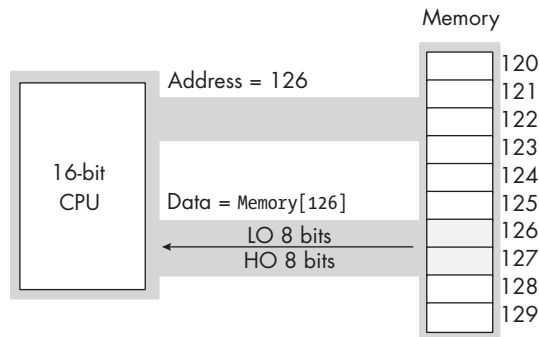 Memory
Address = 126
120
121
122
123
124
125
126
127
128
129
16-bit
CPU
Data = Memory[126]
LO 8 bits
HO 8 bits